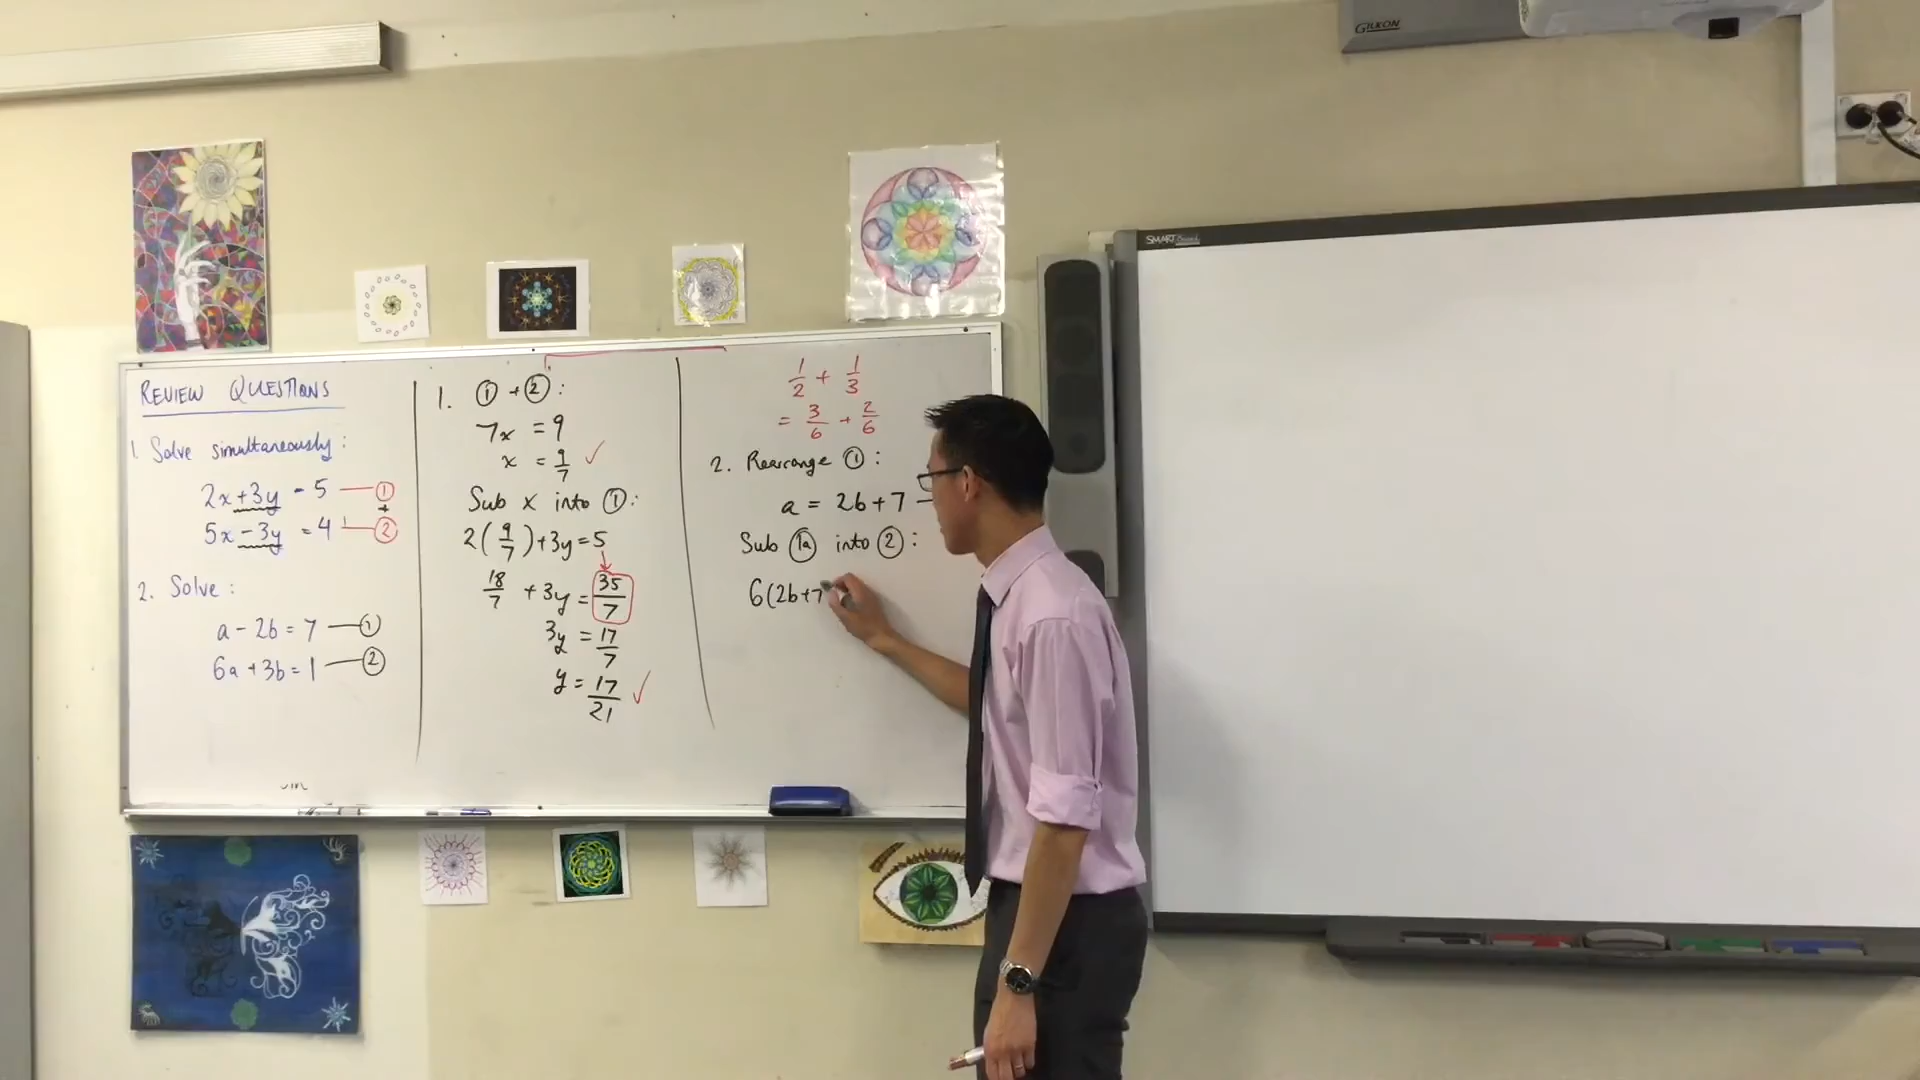 REVIEW QUESTIONS
1. Solve simultaneously:
2x + 3y = 5 — ①
+
5x - 3y = 4 — ②
2. Solve:
a - 2b = 7 — ①
6a + 3b = 1 — ②
1. ① + ②:
7x = 9
x = 9/7 ✓
Sub x into ①:
2(9/7) + 3y = 5
18/7 + 3y = 35/7
3y = 17/7
y = 17/21 ✓
1/2 + 1/3
= 3/6 + 2/6
2. Rearrange ①:
a = 2b + 7 —
Sub 1a into ②:
6(2b+7
GILKON
SMART Board